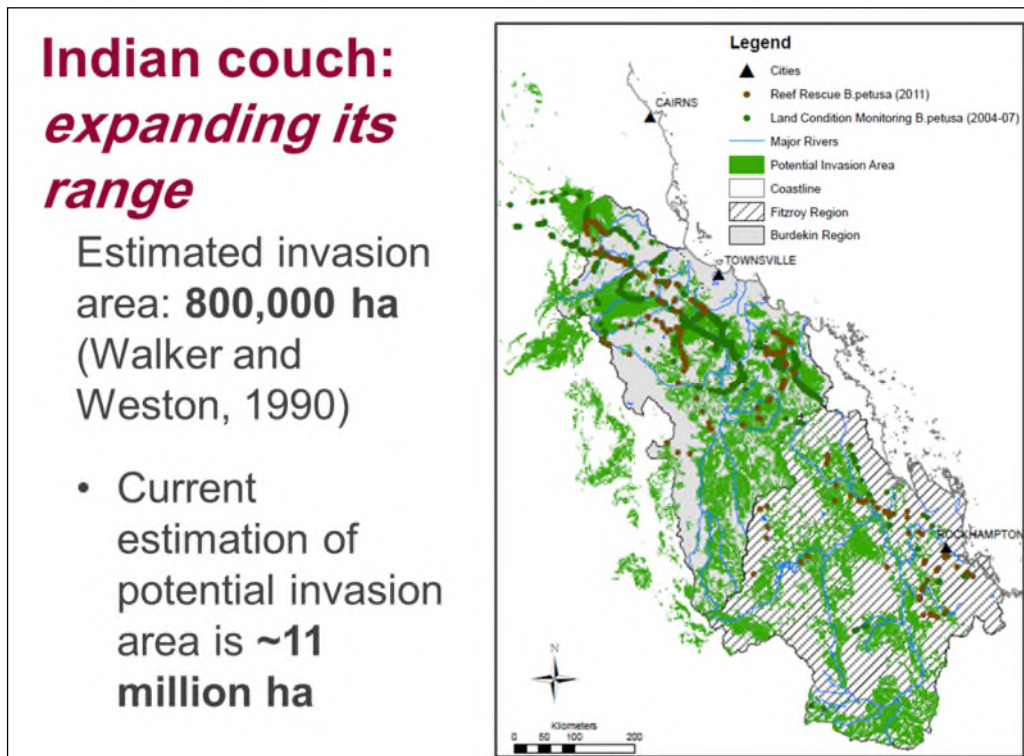 Indian couch:
expanding its
range
Estimated invasion
area: 800,000 ha
(Walker and
Weston, 1990)
• Current
estimation of
potential invasion
area is ~11
million ha
Legend
Cities
Reef Rescue B.petusa (2011)
Land Condition Monitoring B.petusa (2004-07)
Major Rivers
Potential Invasion Area
Coastline
Fitzroy Region
Burdekin Region
CAIRNS
TOWNSVILLE
ROCKHAMPTON
N
Kilometers
0 50 100 200